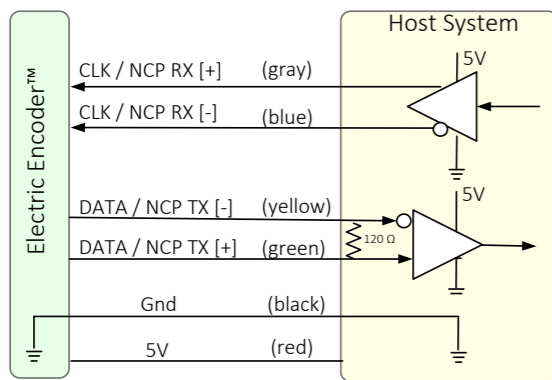 Host System
5V
CLK / NCP RX [+] (gray)
CLK / NCP RX [-] (blue)
Electric Encoder™
5V
DATA / NCP TX [-] (yellow)
120 Ω
DATA / NCP TX [+] (green)
Gnd (black)
5V (red)